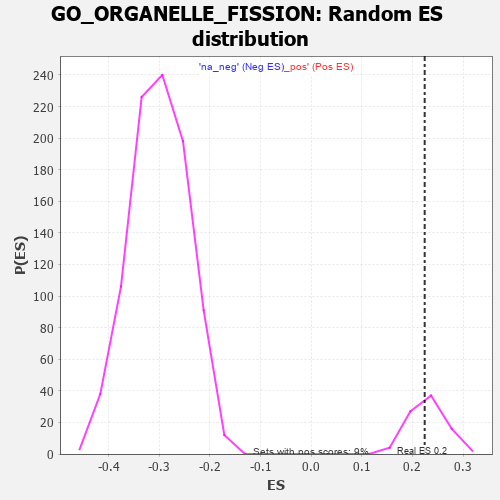 GO_ORGANELLE_FISSION: Random ES
distribution
'na_neg' (Neg ES)_pos' (Pos ES)
240
220
200
180
160
140
120
100
80
60
40
20
0
P(ES)
Sets with pos scores: 9%
Real ES 0.2
-0.4 -0.3 -0.2 -0.1 0.0 0.1 0.2 0.3
ES